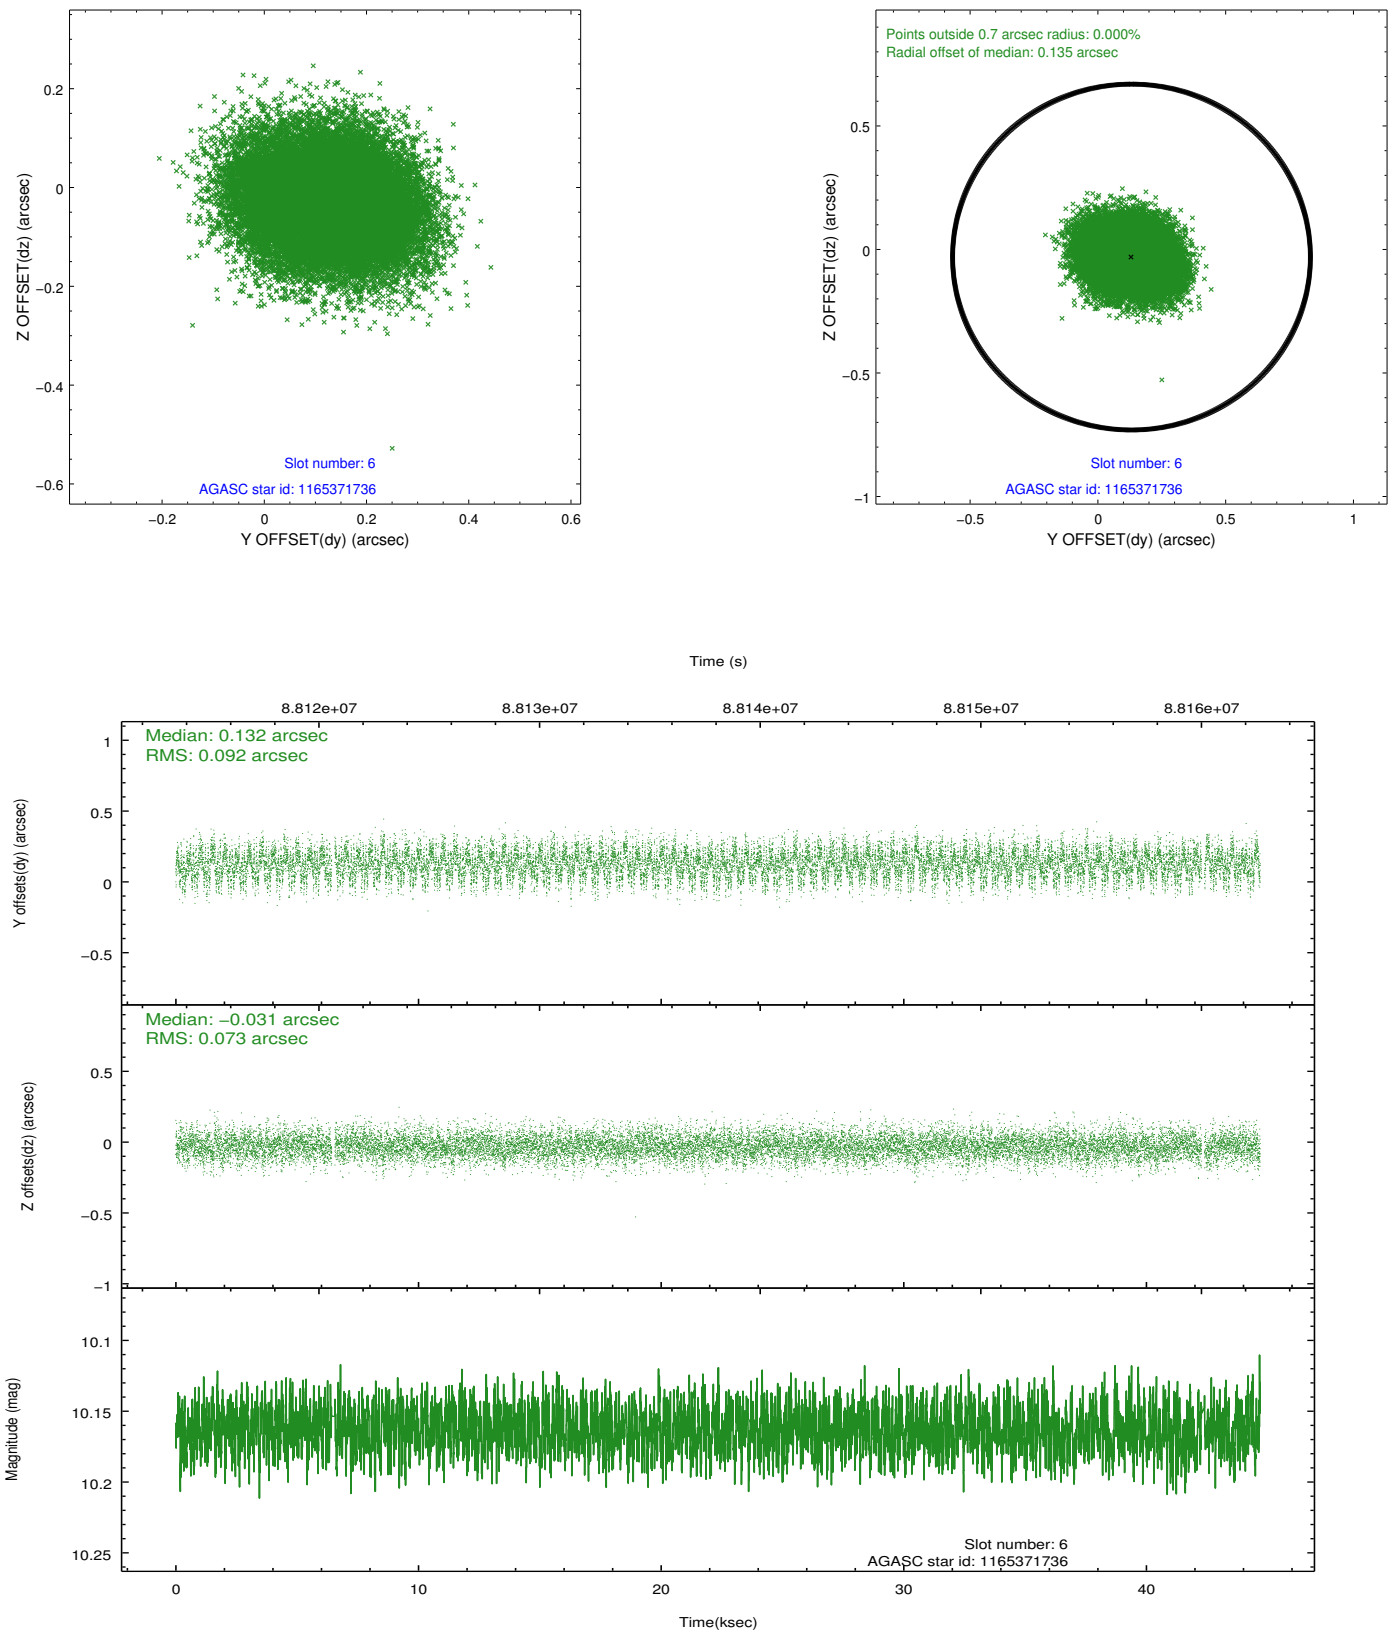 0.2
0
−0.2
−0.4
−0.6
Z OFFSET(dz) (arcsec)
Slot number: 6
AGASC star id: 1165371736
−0.2 0 0.2 0.4 0.6
Y OFFSET(dy) (arcsec)
Points outside 0.7 arcsec radius: 0.000%
Radial offset of median: 0.135 arcsec
0.5
0
−0.5
−1
Z OFFSET(dz) (arcsec)
Slot number: 6
AGASC star id: 1165371736
−0.5 0 0.5 1
Y OFFSET(dy) (arcsec)
Time (s)
8.812e+07 8.813e+07 8.814e+07 8.815e+07 8.816e+07
Median: 0.132 arcsec
RMS: 0.092 arcsec
1
0.5
0
−0.5
Y offsets(dy) (arcsec)
Median: −0.031 arcsec
RMS: 0.073 arcsec
0.5
0
−0.5
−1
Z offsets(dz) (arcsec)
10.1
10.15
10.2
10.25
Magnitude (mag)
Slot number: 6
AGASC star id: 1165371736
0 10 20 30 40
Time(ksec)